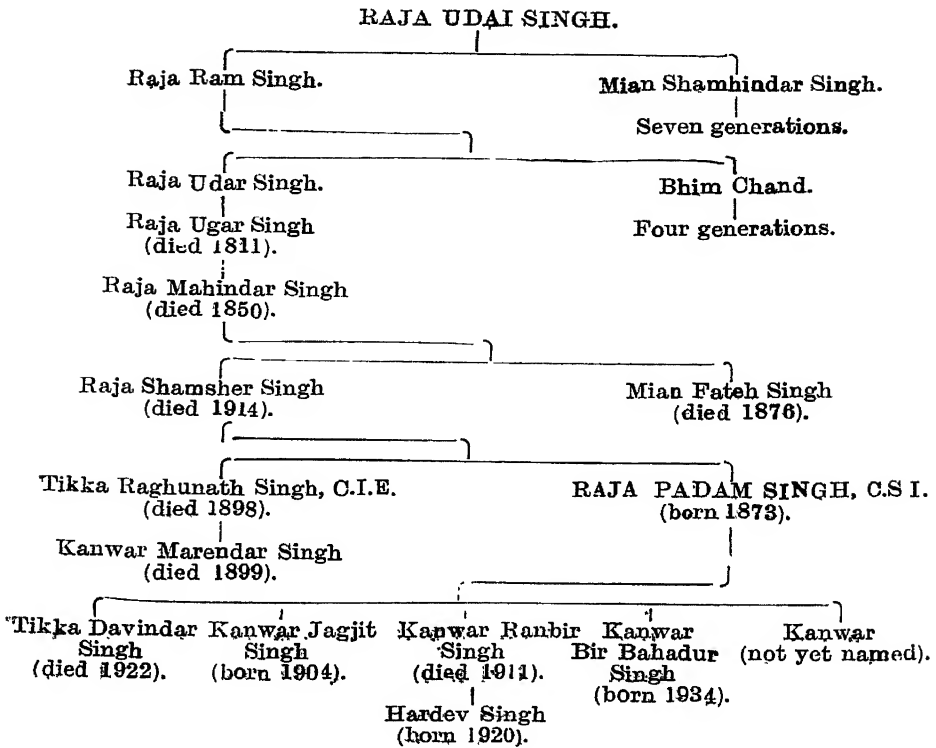 RAJA UDAI SINGH.
Raja Ram Singh. Mian Shamhindar Singh.
Seven generations.
Raja Udar Singh. Bhim Chand.
Raja Ugar Singh Four generations.
(died 1811).
Raja Mahindar Singh
(died 1850).
Raja Shamsher Singh Mian Fateh Singh
(died 1914). (died 1876).
Tikka Raghunath Singh, C.I.E. RAJA PADAM SINGH, C.S I.
(died 1898). (born 1873).
Kanwar Marendar Singh
(died 1899).
Tikka Davindar Kanwar Jagjit Kanwar Ranbir Kanwar Kanwar
Singh Singh Singh Bir Bahadur (not yet named).
(died 1922). (born 1904). (died 1911). Singh
(born 1934).
Hardev Singh
(born 1920).